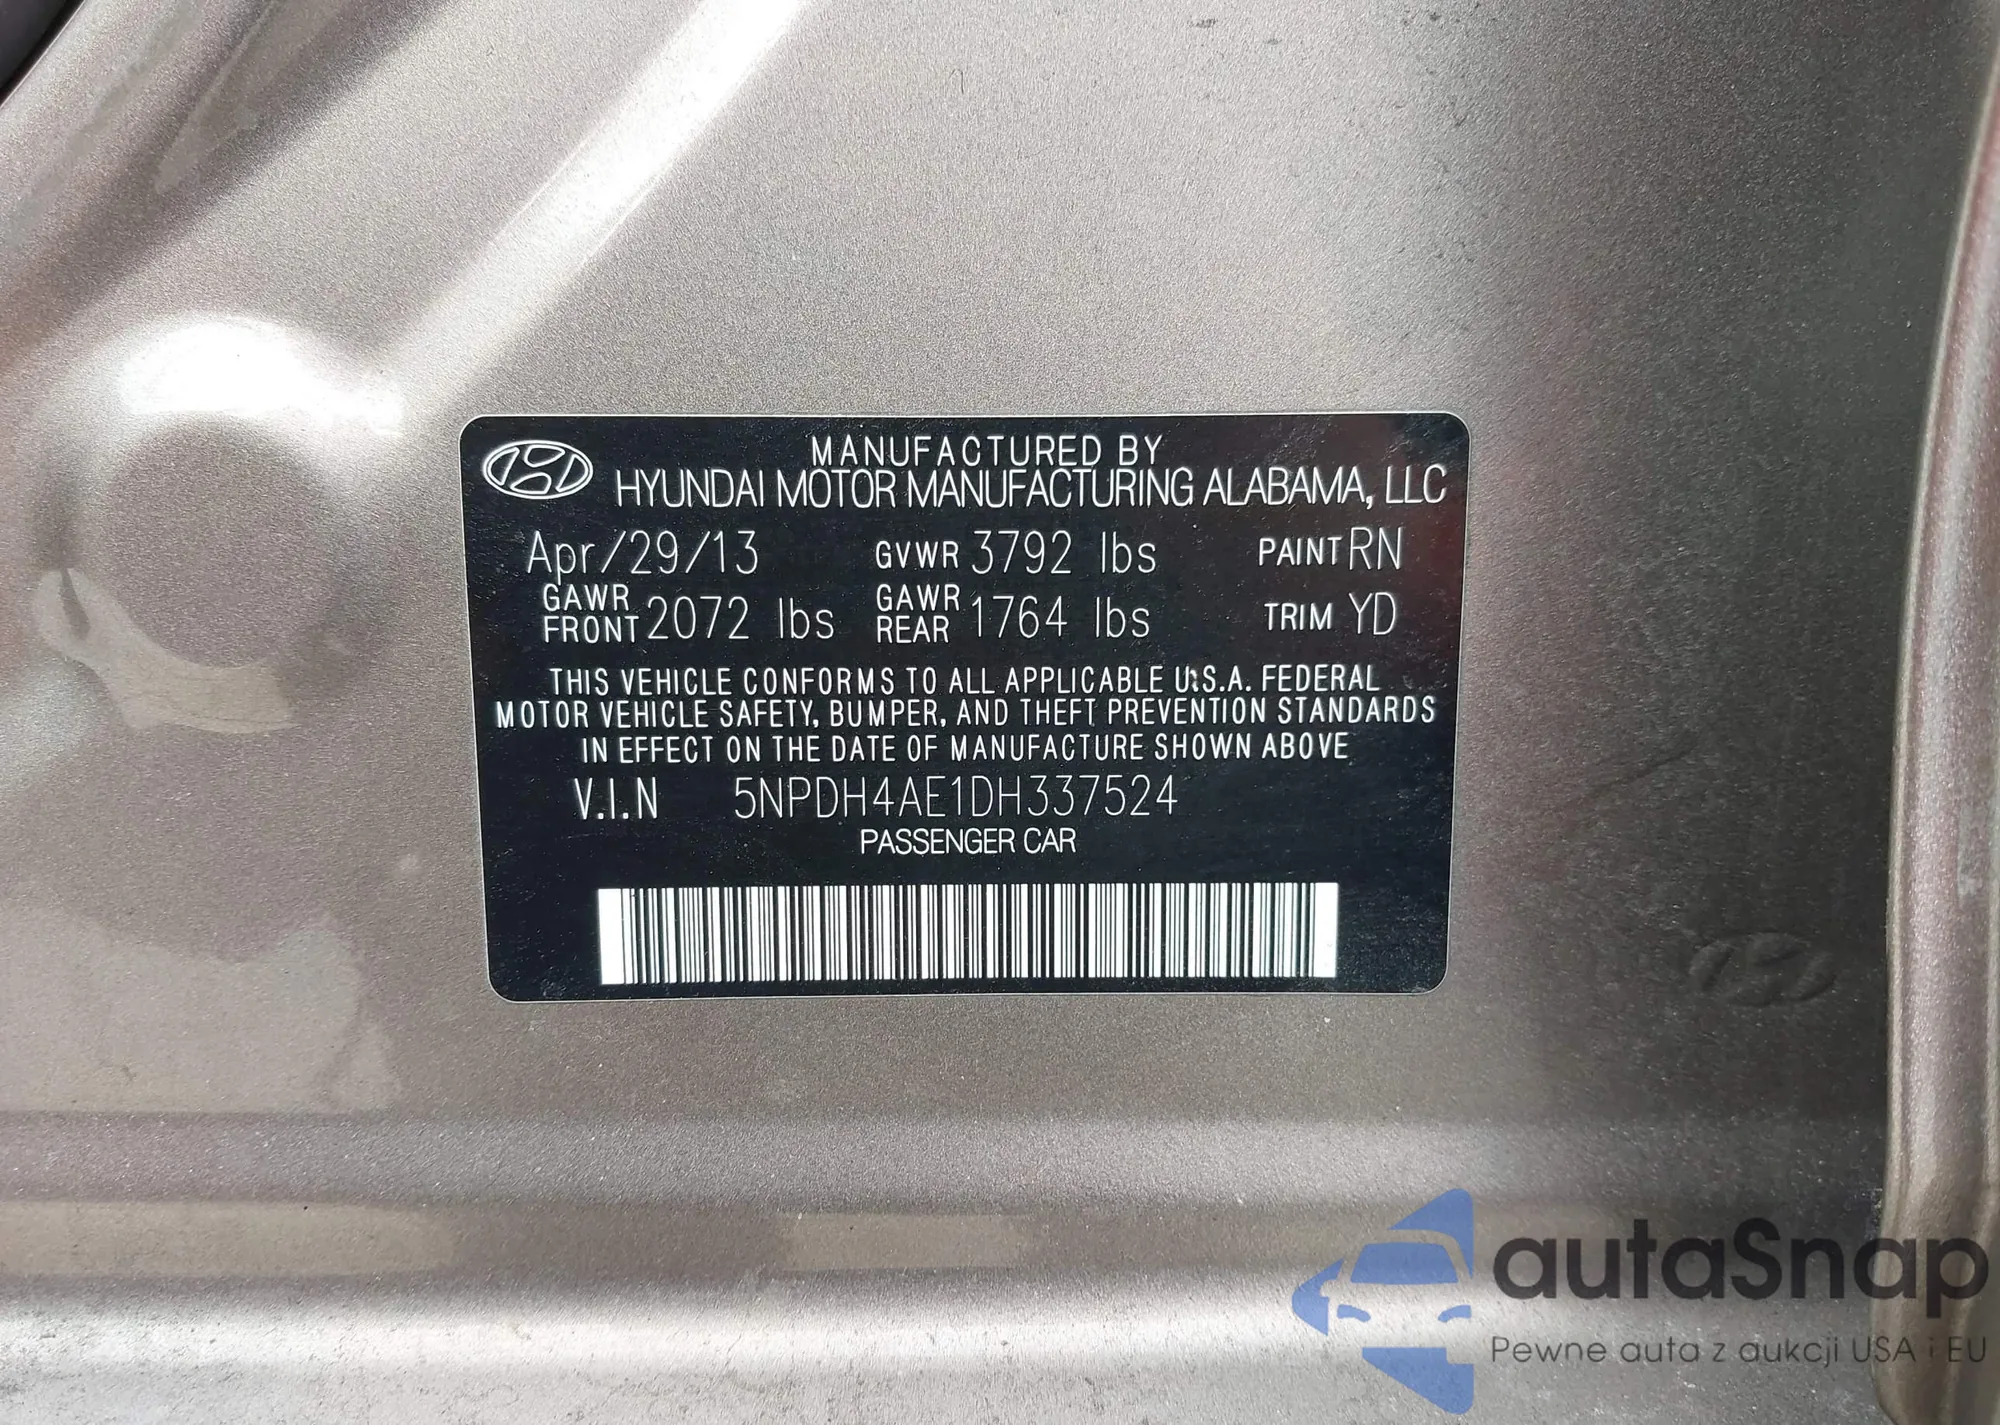 MANUFACTURED BY
HYUNDAI MOTOR MANUFACTURING ALABAMA, LLC
Apr/29/13 GVWR 3792 lbs PAINT RN
GAWR FRONT 2072 lbs GAWR REAR 1764 lbs TRIM YD
THIS VEHICLE CONFORMS TO ALL APPLICABLE U.S.A. FEDERAL
MOTOR VEHICLE SAFETY, BUMPER, AND THEFT PREVENTION STANDARDS
IN EFFECT ON THE DATE OF MANUFACTURE SHOWN ABOVE
V.I.N 5NPDH4AE1DH337524
PASSENGER CAR
autaSnap
Pewne auta z aukcji USA i EU